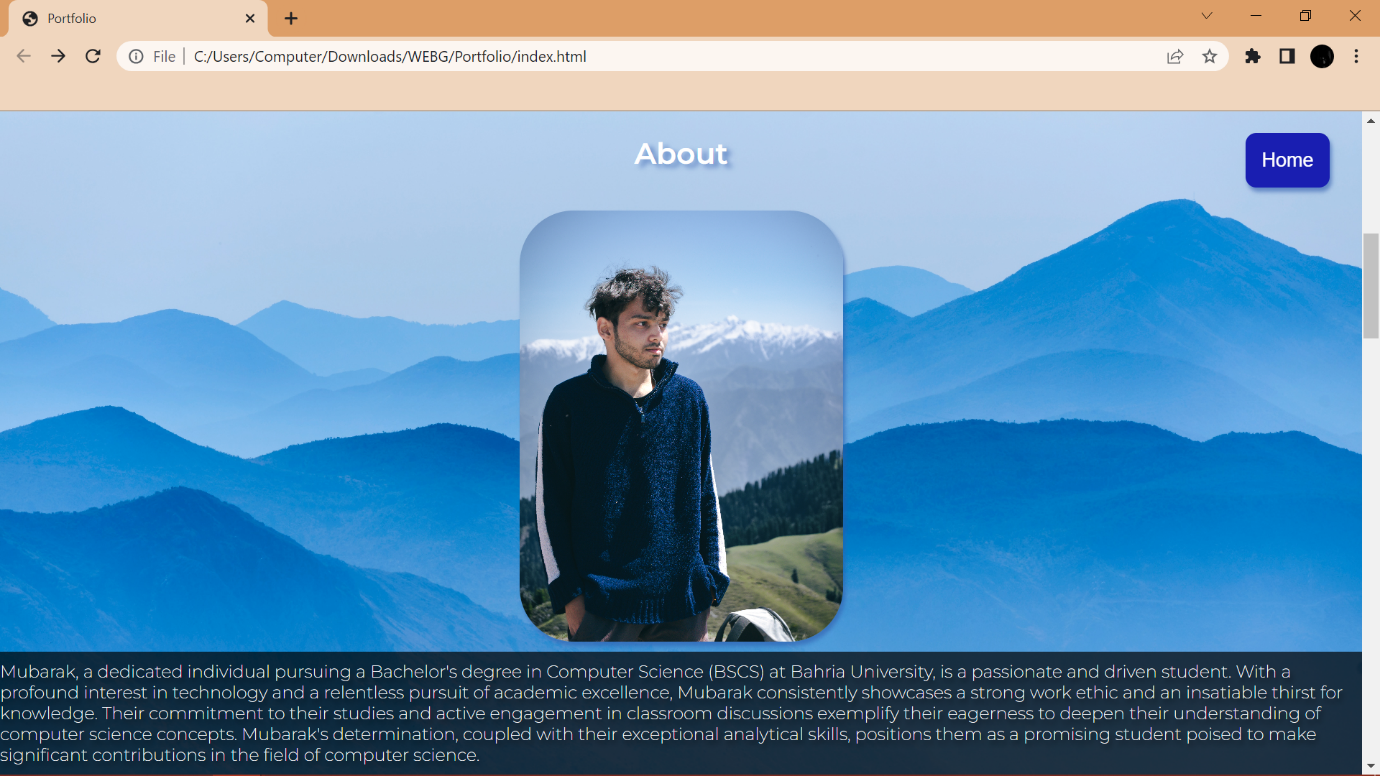 Portfolio
File
C:/Users/Computer/Downloads/WEBG/Portfolio/index.html
About
Home
Mubarak, a dedicated individual pursuing a Bachelor's degree in Computer Science (BSCS) at Bahria University, is a passionate and driven student. With a
profound interest in technology and a relentless pursuit of academic excellence, Mubarak consistently showcases a strong work ethic and an insatiable thirst for
knowledge. Their commitment to their studies and active engagement in classroom discussions exemplify their eagerness to deepen their understanding of
computer science concepts. Mubarak's determination, coupled with their exceptional analytical skills, positions them as a promising student poised to make
significant contributions in the field of computer science.